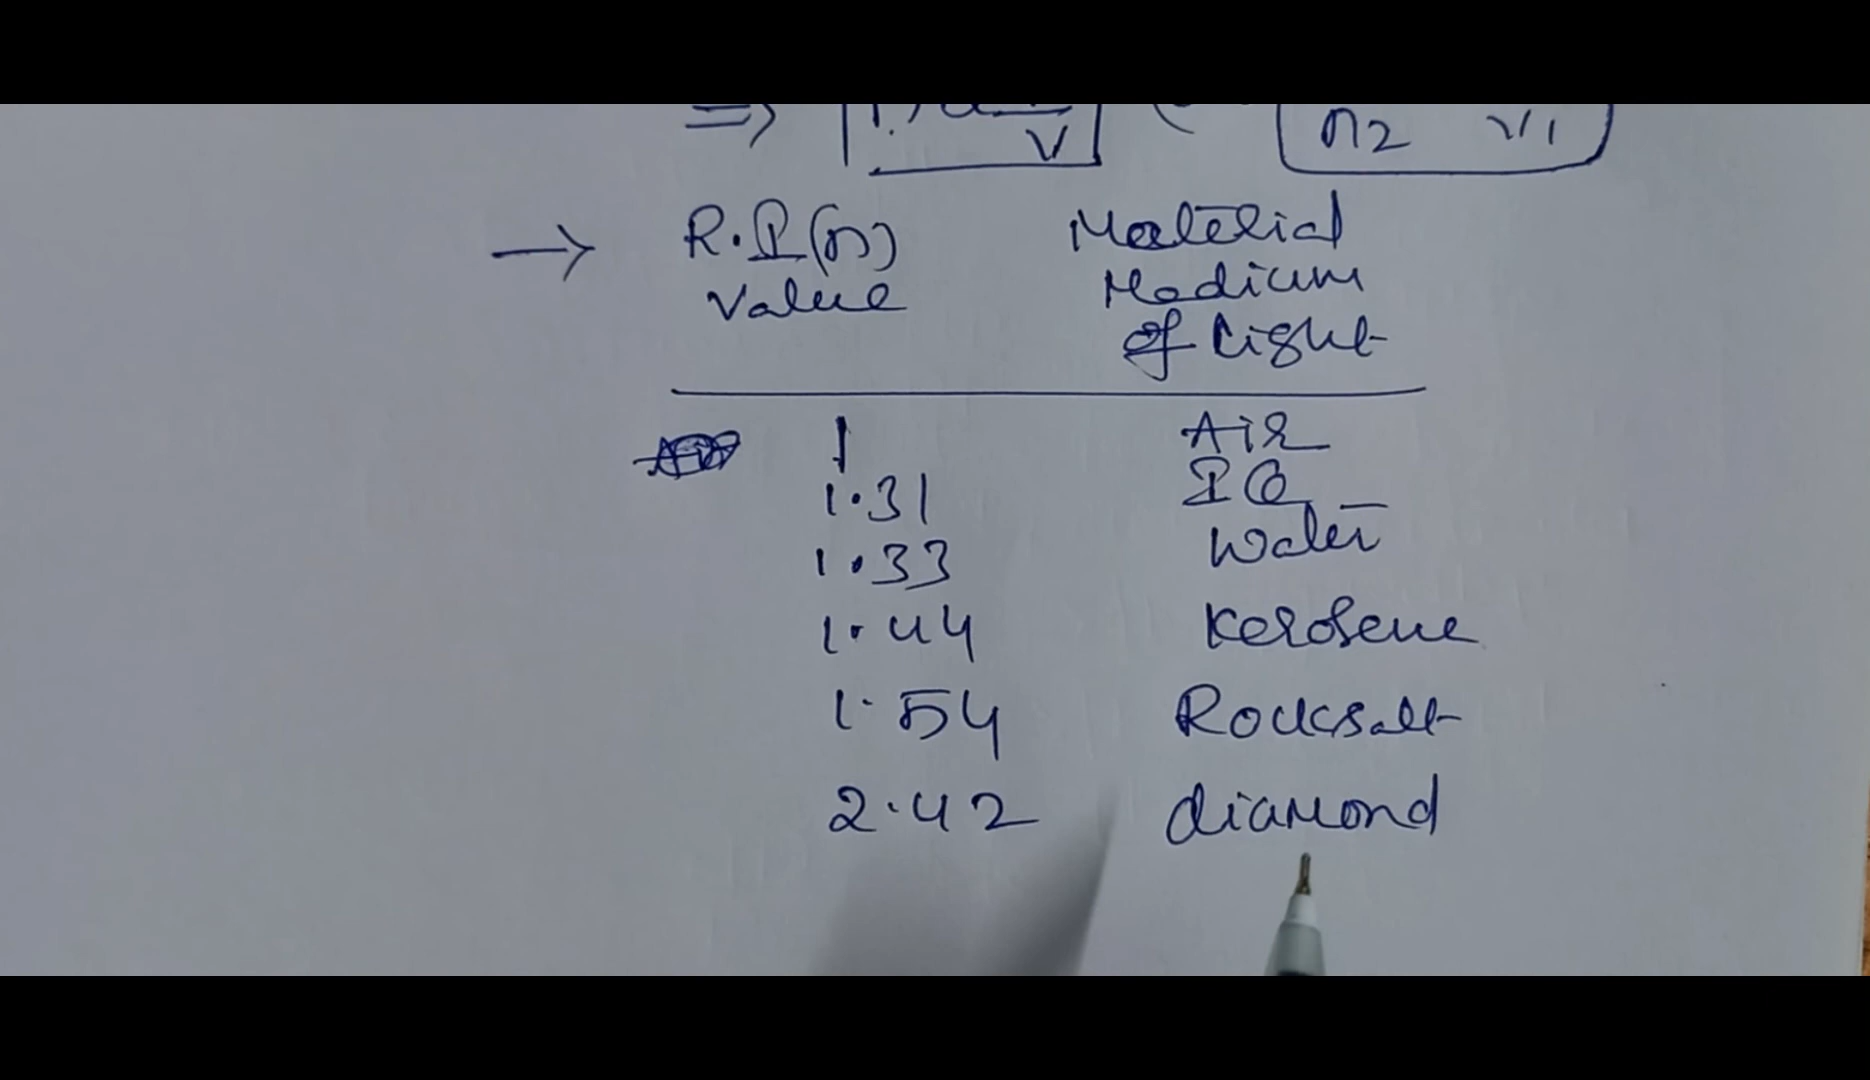 ⇒ V n2 v1
→ R.I(n) Material
Value Medium
of Light
1 Air
1.31 Ice
1.33 Water
1.44 Kerosene
1.54 Rocksalt
2.42 diamond